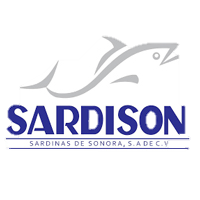 SARDISON
SARDINAS DE SONORA, S.A DE C.V